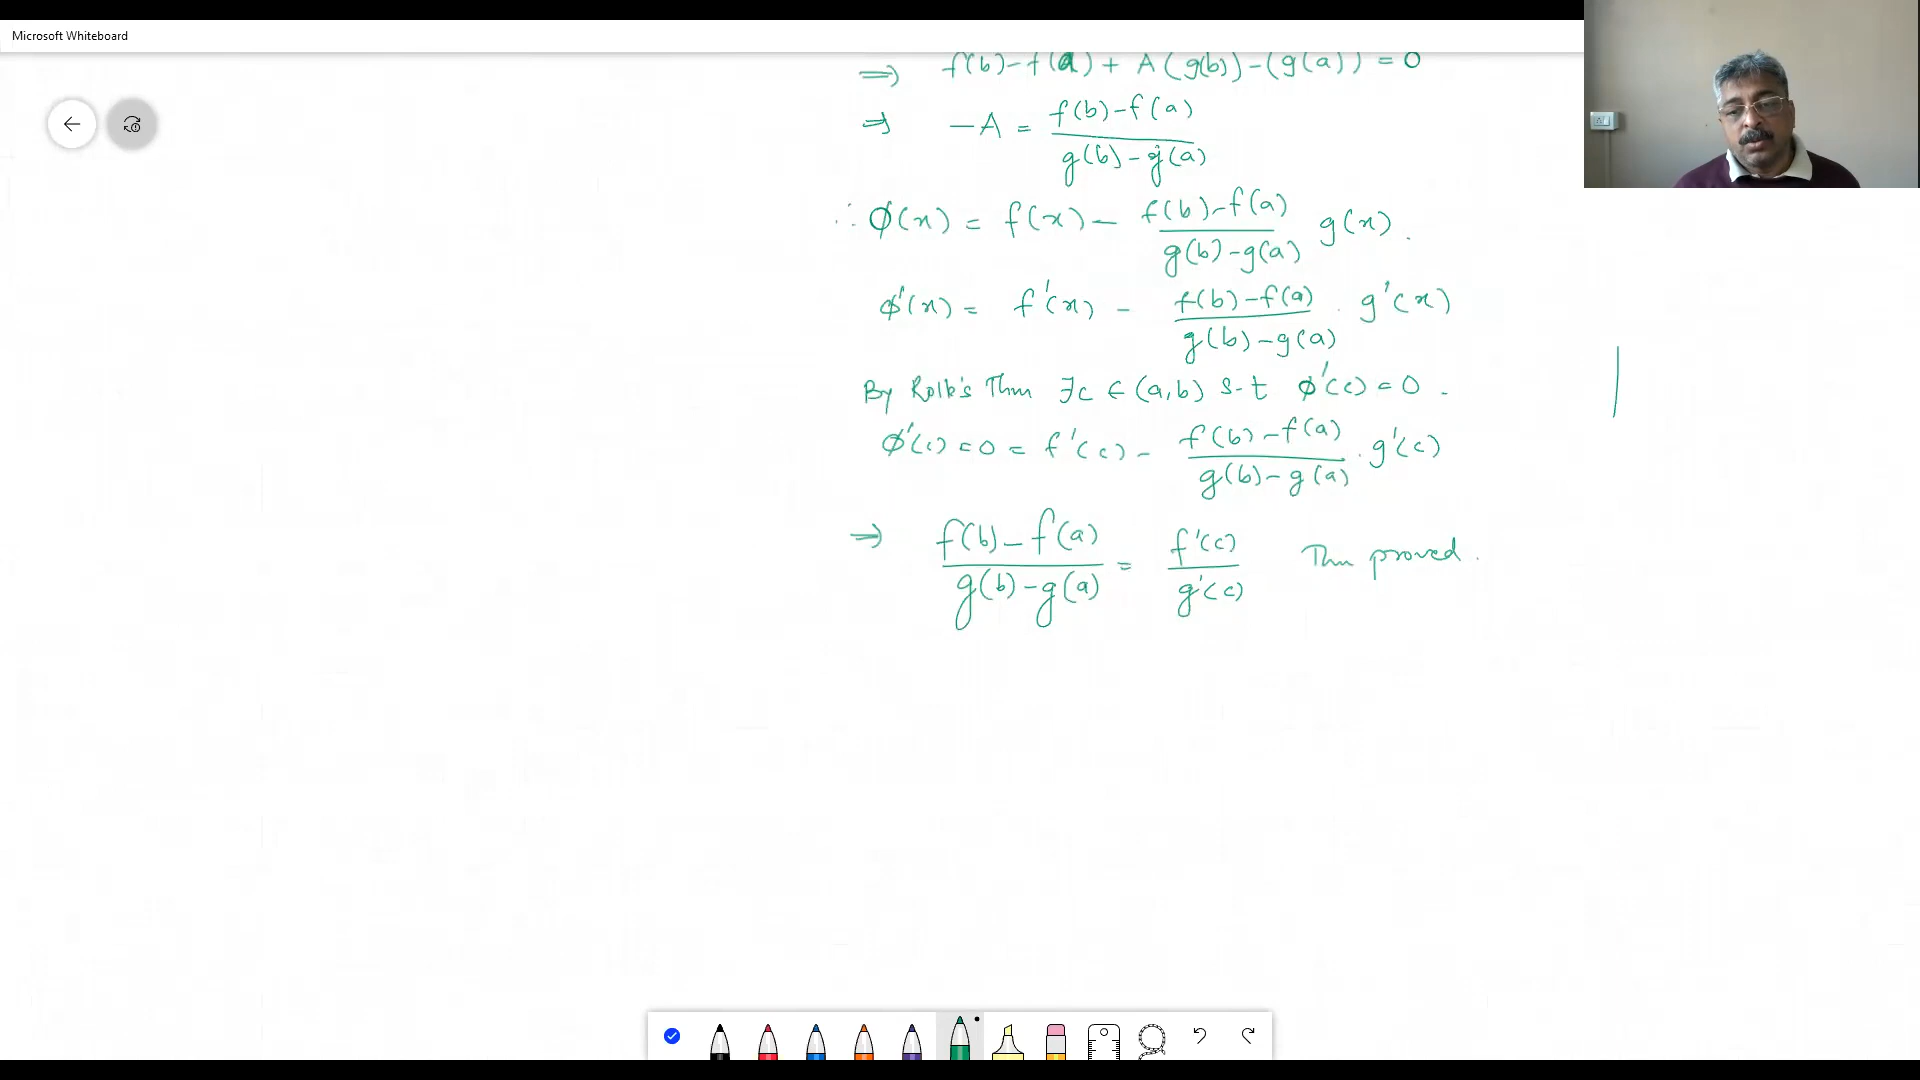 Microsoft Whiteboard
⇒ f(b)-f(a) + A(g(b))-(g(a)) = 0
⇒ -A = f(b)-f(a) / g(b)-g(a)
∴ φ(x) = f(x) - f(b)-f(a) / g(b)-g(a) g(x).
φ'(x) = f'(x) - f(b)-f(a) / g(b)-g(a) . g'(x)
By Rolle's Thm ∃c ∈ (a,b) s-t φ'(c) = 0 .
φ'(c) = 0 = f'(c) - f(b)-f(a) / g(b)-g(a) . g'(c)
⇒ f(b)-f(a) / g(b)-g(a) = f'(c) / g'(c) Thm proved.